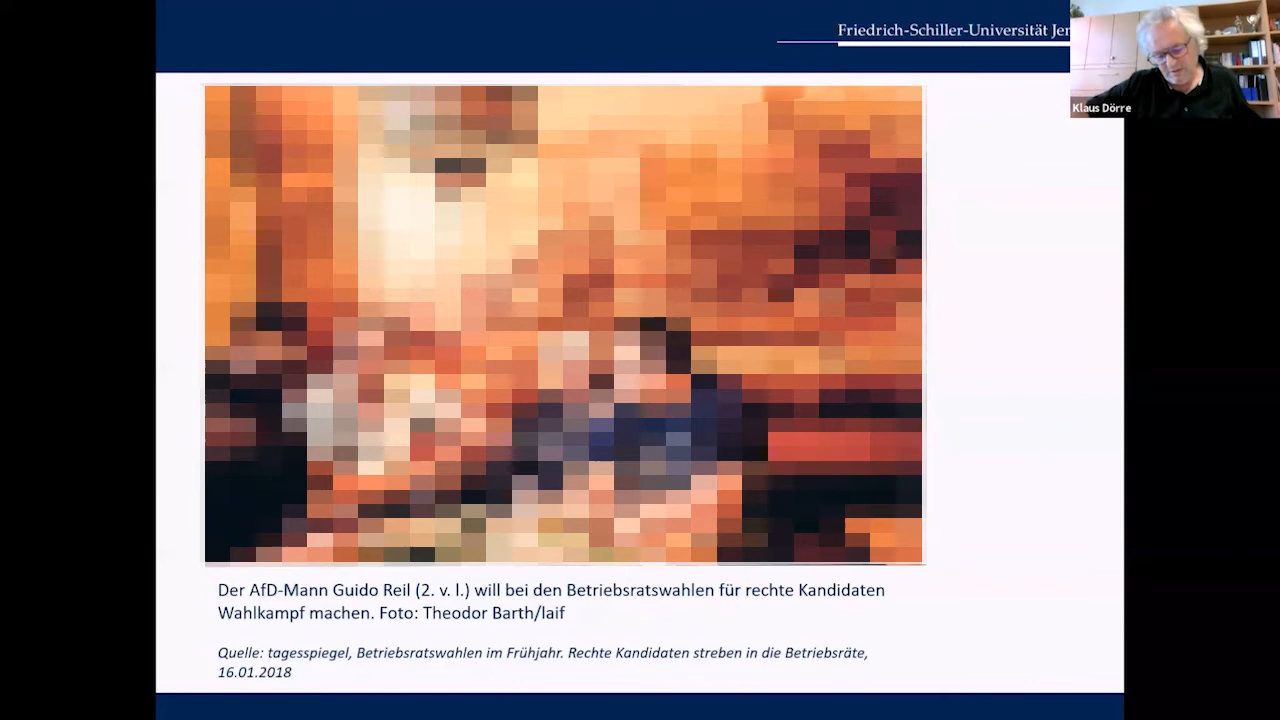 Friedrich-Schiller-Universität
Klaus Dörre
Der AfD-Mann Guido Reil (2. v. l.) will bei den Betriebsratswahlen für rechte Kandidaten
Wahlkampf machen. Foto: Theodor Barth/laif
Quelle: tagesspiegel, Betriebsratswahlen im Frühjahr. Rechte Kandidaten streben in die Betriebsräte,
16.01.2018